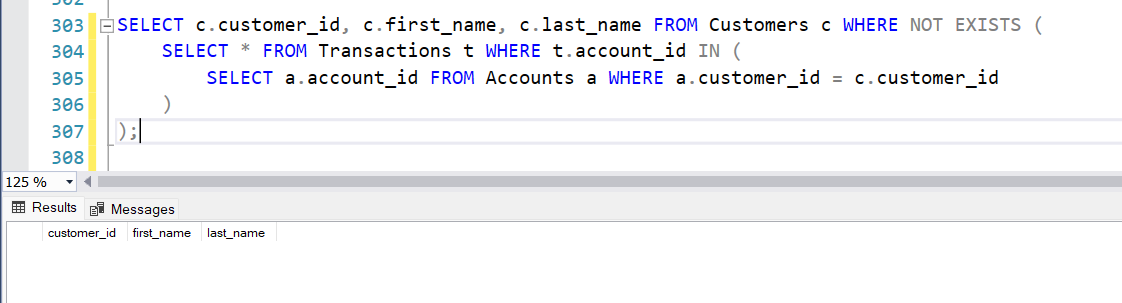 302
303 SELECT c.customer_id, c.first_name, c.last_name FROM Customers c WHERE NOT EXISTS (
304     SELECT * FROM Transactions t WHERE t.account_id IN (
305         SELECT a.account_id FROM Accounts a WHERE a.customer_id = c.customer_id
306     )
307 );
308
125 %
Results Messages
customer_id first_name last_name